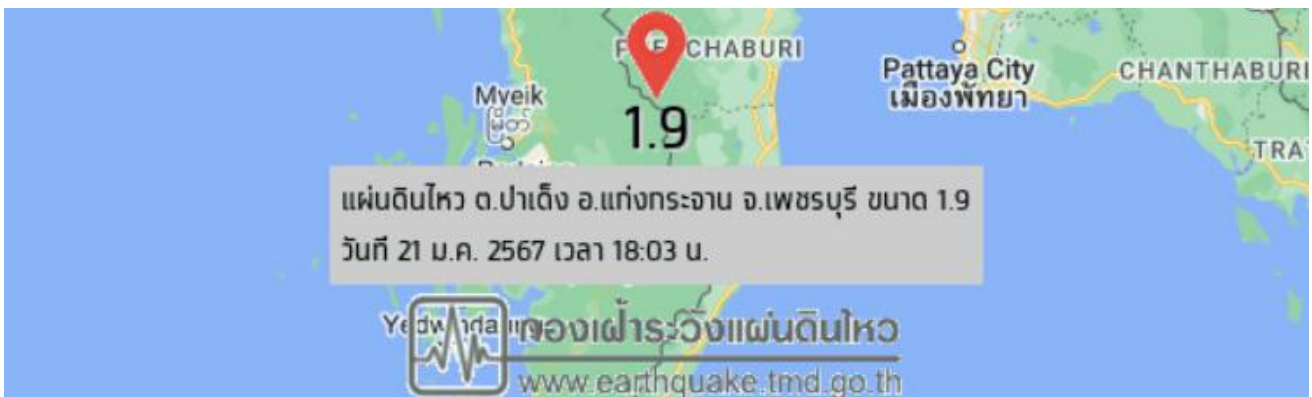 CHABURI
Pattaya City
เมืองพัทยา
CHANTHABURI
Myeik
မြိတ်
1.9
TRA
แผ่นดินไหว ต.ป่าเด็ง อ.แก่งกระจาน จ.เพชรบุรี ขนาด 1.9
วันที่ 21 ม.ค. 2567 เวลา 18:03 น.
กองเฝ้าระวังแผ่นดินไหว
www.earthquake.tmd.go.th